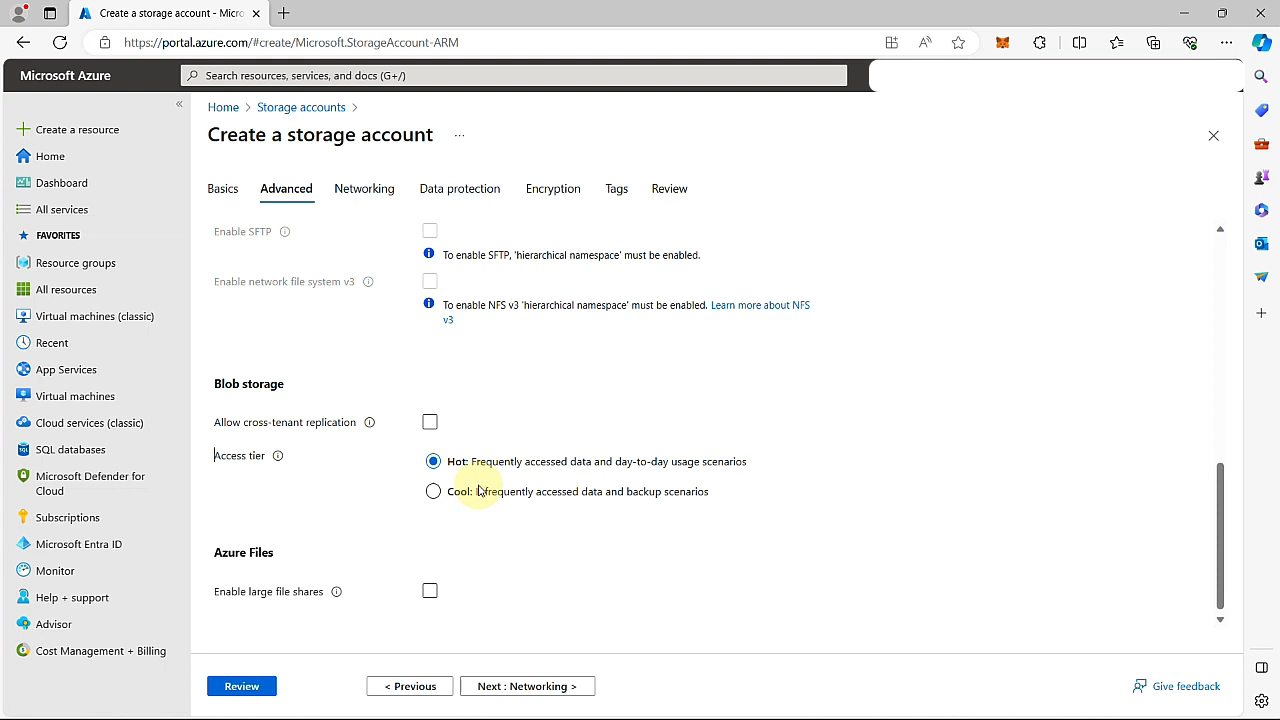 Create a storage account - Micro
https://portal.azure.com/#create/Microsoft.StorageAccount-ARM
Microsoft Azure
Search resources, services, and docs (G+/)
Home > Storage accounts >
Create a storage account ...
Create a resource
Home
Dashboard
All services
FAVORITES
Resource groups
All resources
Virtual machines (classic)
Recent
App Services
Virtual machines
Cloud services (classic)
SQL databases
Microsoft Defender for
Cloud
Subscriptions
Microsoft Entra ID
Monitor
Help + support
Advisor
Cost Management + Billing
Basics Advanced Networking Data protection Encryption Tags Review
Enable SFTP
To enable SFTP, 'hierarchical namespace' must be enabled.
Enable network file system v3
To enable NFS v3 'hierarchical namespace' must be enabled. Learn more about NFS
v3
Blob storage
Allow cross-tenant replication
Access tier
Hot: Frequently accessed data and day-to-day usage scenarios
Cool: Infrequently accessed data and backup scenarios
Azure Files
Enable large file shares
Review < Previous Next : Networking > Give feedback